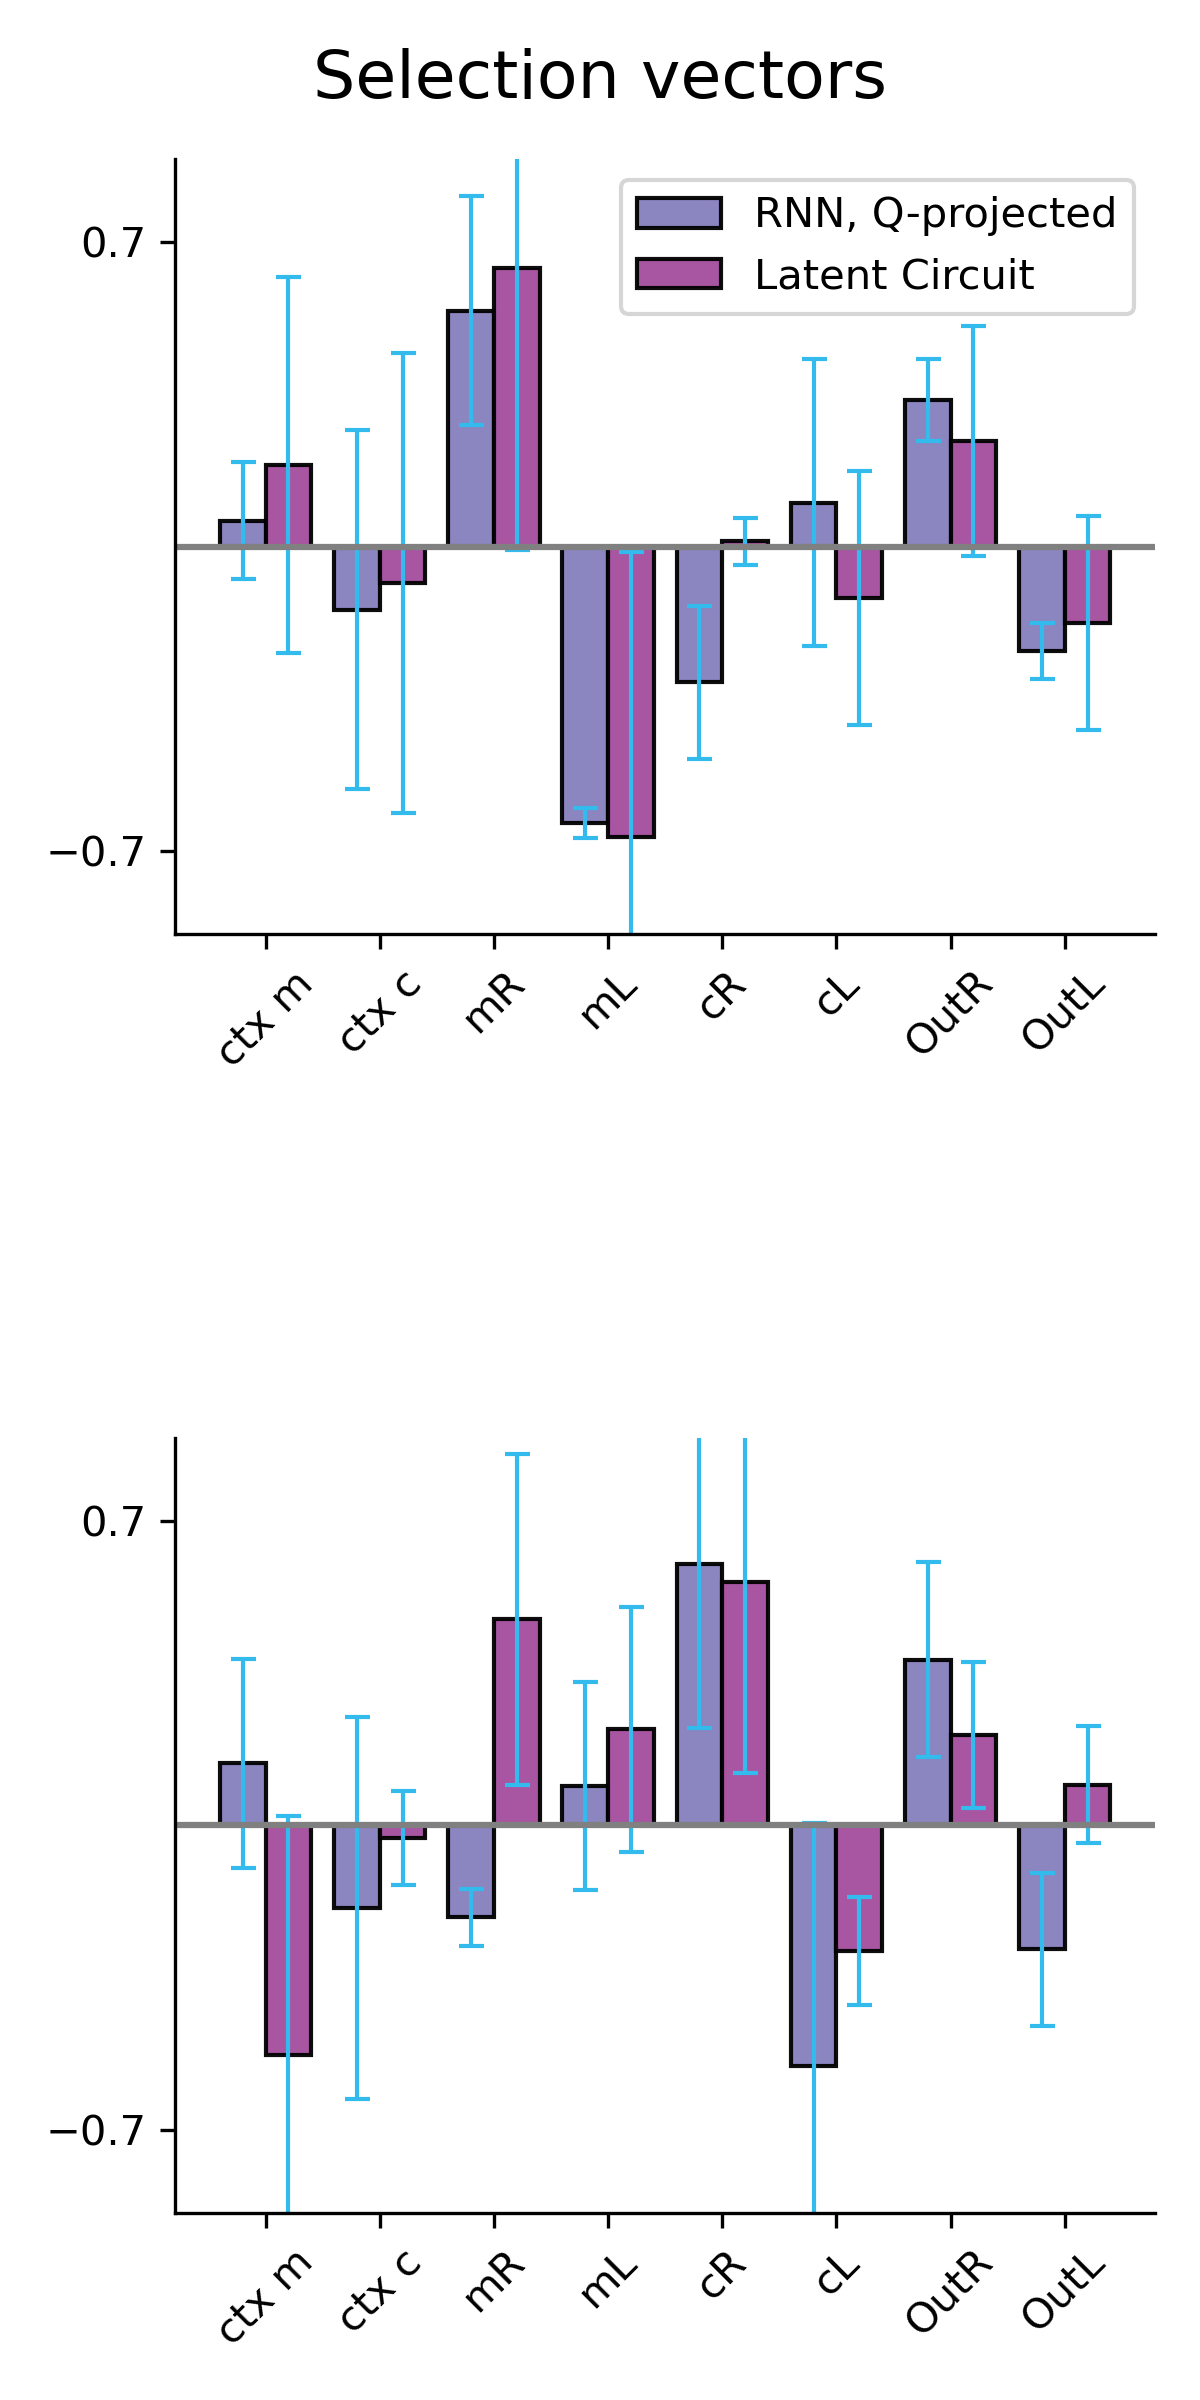 Selection vectors
RNN, Q-projected
Latent Circuit
0.7
−0.7
ctx m
ctx c
mR
mL
cR
cL
OutR
OutL
0.7
−0.7
ctx m
ctx c
mR
mL
cR
cL
OutR
OutL